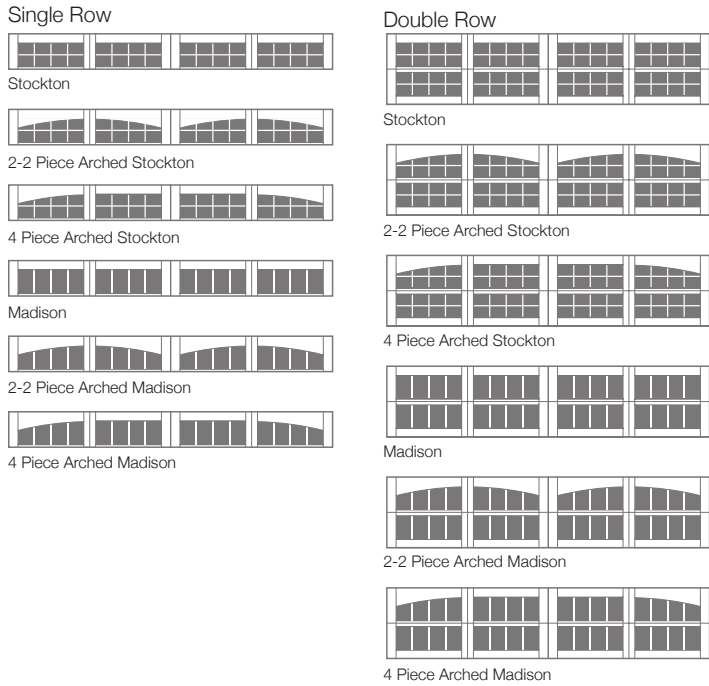 Single Row
Stockton
2-2 Piece Arched Stockton
4 Piece Arched Stockton
Madison
2-2 Piece Arched Madison
4 Piece Arched Madison
Double Row
Stockton
2-2 Piece Arched Stockton
4 Piece Arched Stockton
Madison
2-2 Piece Arched Madison
4 Piece Arched Madison